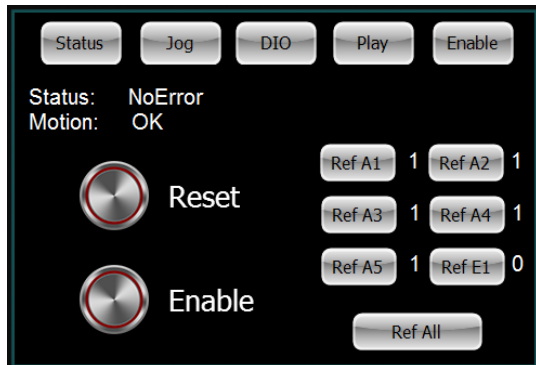 Status Jog DIO Play Enable
Status: NoError
Motion: OK
Ref A1 1 Ref A2 1
Reset
Ref A3 1 Ref A4 1
Ref A5 1 Ref E1 0
Enable
Ref All